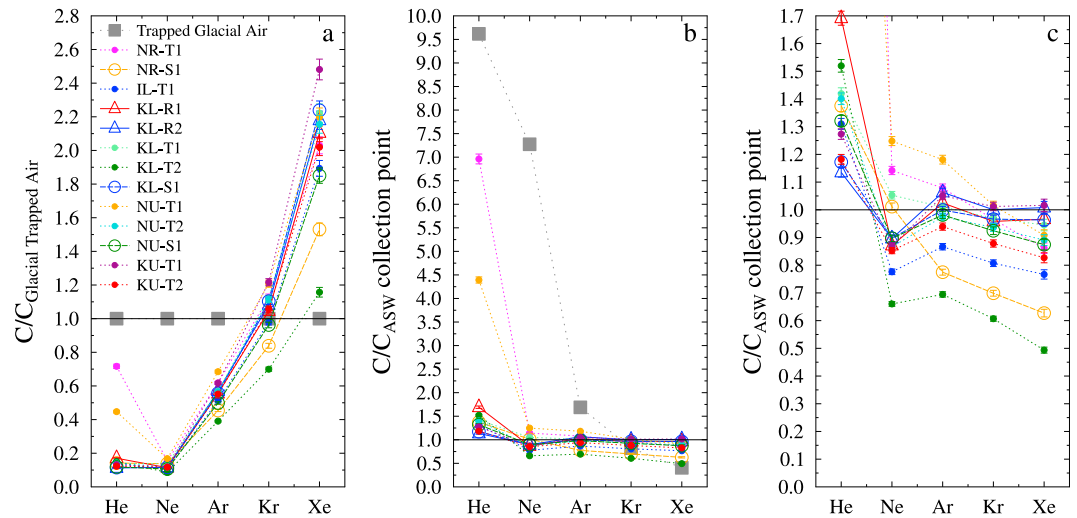 a
C/C_Glacial Trapped Air
2.8
2.6
2.4
2.2
2.0
1.8
1.6
1.4
1.2
1.0
0.8
0.6
0.4
0.2
0.0
Trapped Glacial Air
NR-T1
NR-S1
IL-T1
KL-R1
KL-R2
KL-T1
KL-T2
KL-S1
NU-T1
NU-T2
NU-S1
KU-T1
KU-T2
He Ne Ar Kr Xe
b
C/C_ASW collection point
10.0
9.5
9.0
8.5
8.0
7.5
7.0
6.5
6.0
5.5
5.0
4.5
4.0
3.5
3.0
2.5
2.0
1.5
1.0
0.5
0.0
He Ne Ar Kr Xe
c
C/C_ASW collection point
1.7
1.6
1.5
1.4
1.3
1.2
1.1
1.0
0.9
0.8
0.7
0.6
0.5
0.4
0.3
0.2
0.1
0.0
He Ne Ar Kr Xe